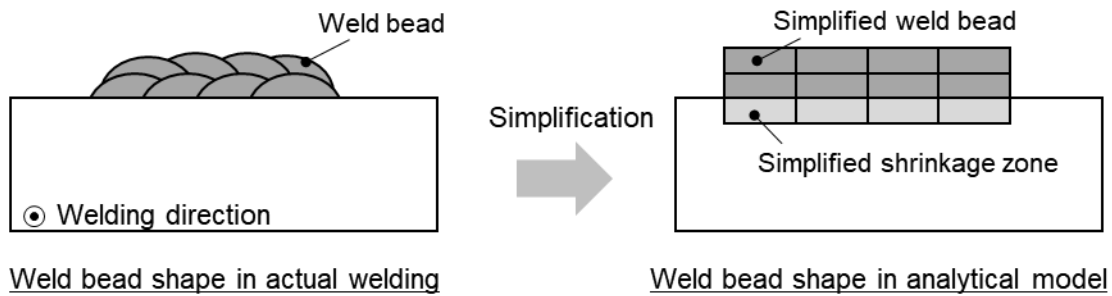 Weld bead
Simplified weld bead
Simplification
Simplified shrinkage zone
Welding direction
Weld bead shape in actual welding
Weld bead shape in analytical model